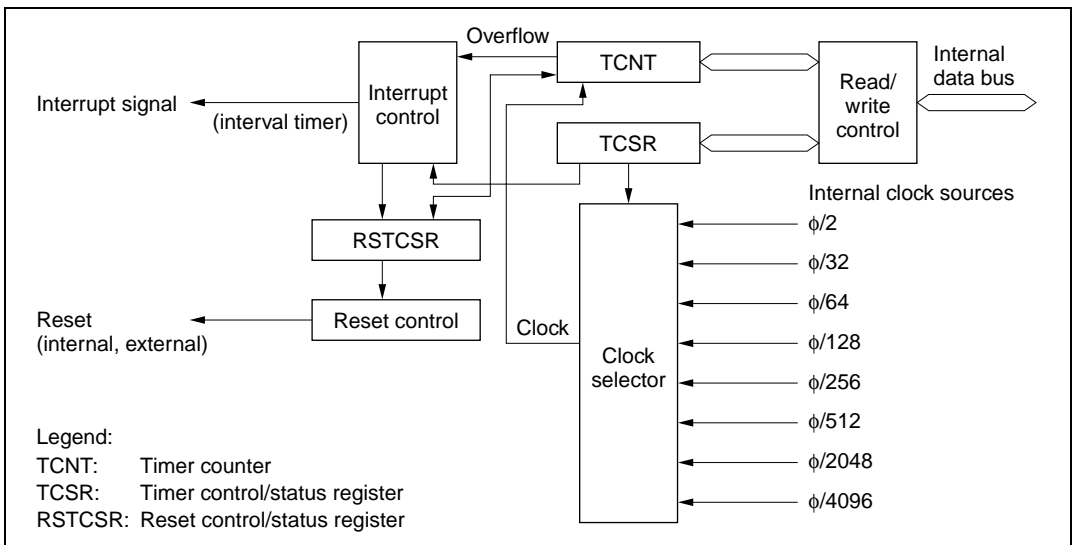 Overflow
TCNT
Internal
data bus
Read/
write
control
Interrupt
control
Interrupt signal
(interval timer)
TCSR
Internal clock sources
RSTCSR
ϕ/2
ϕ/32
ϕ/64
ϕ/128
ϕ/256
ϕ/512
ϕ/2048
ϕ/4096
Reset control
Reset
(internal, external)
Clock
Clock
selector
Legend:
TCNT: Timer counter
TCSR: Timer control/status register
RSTCSR: Reset control/status register